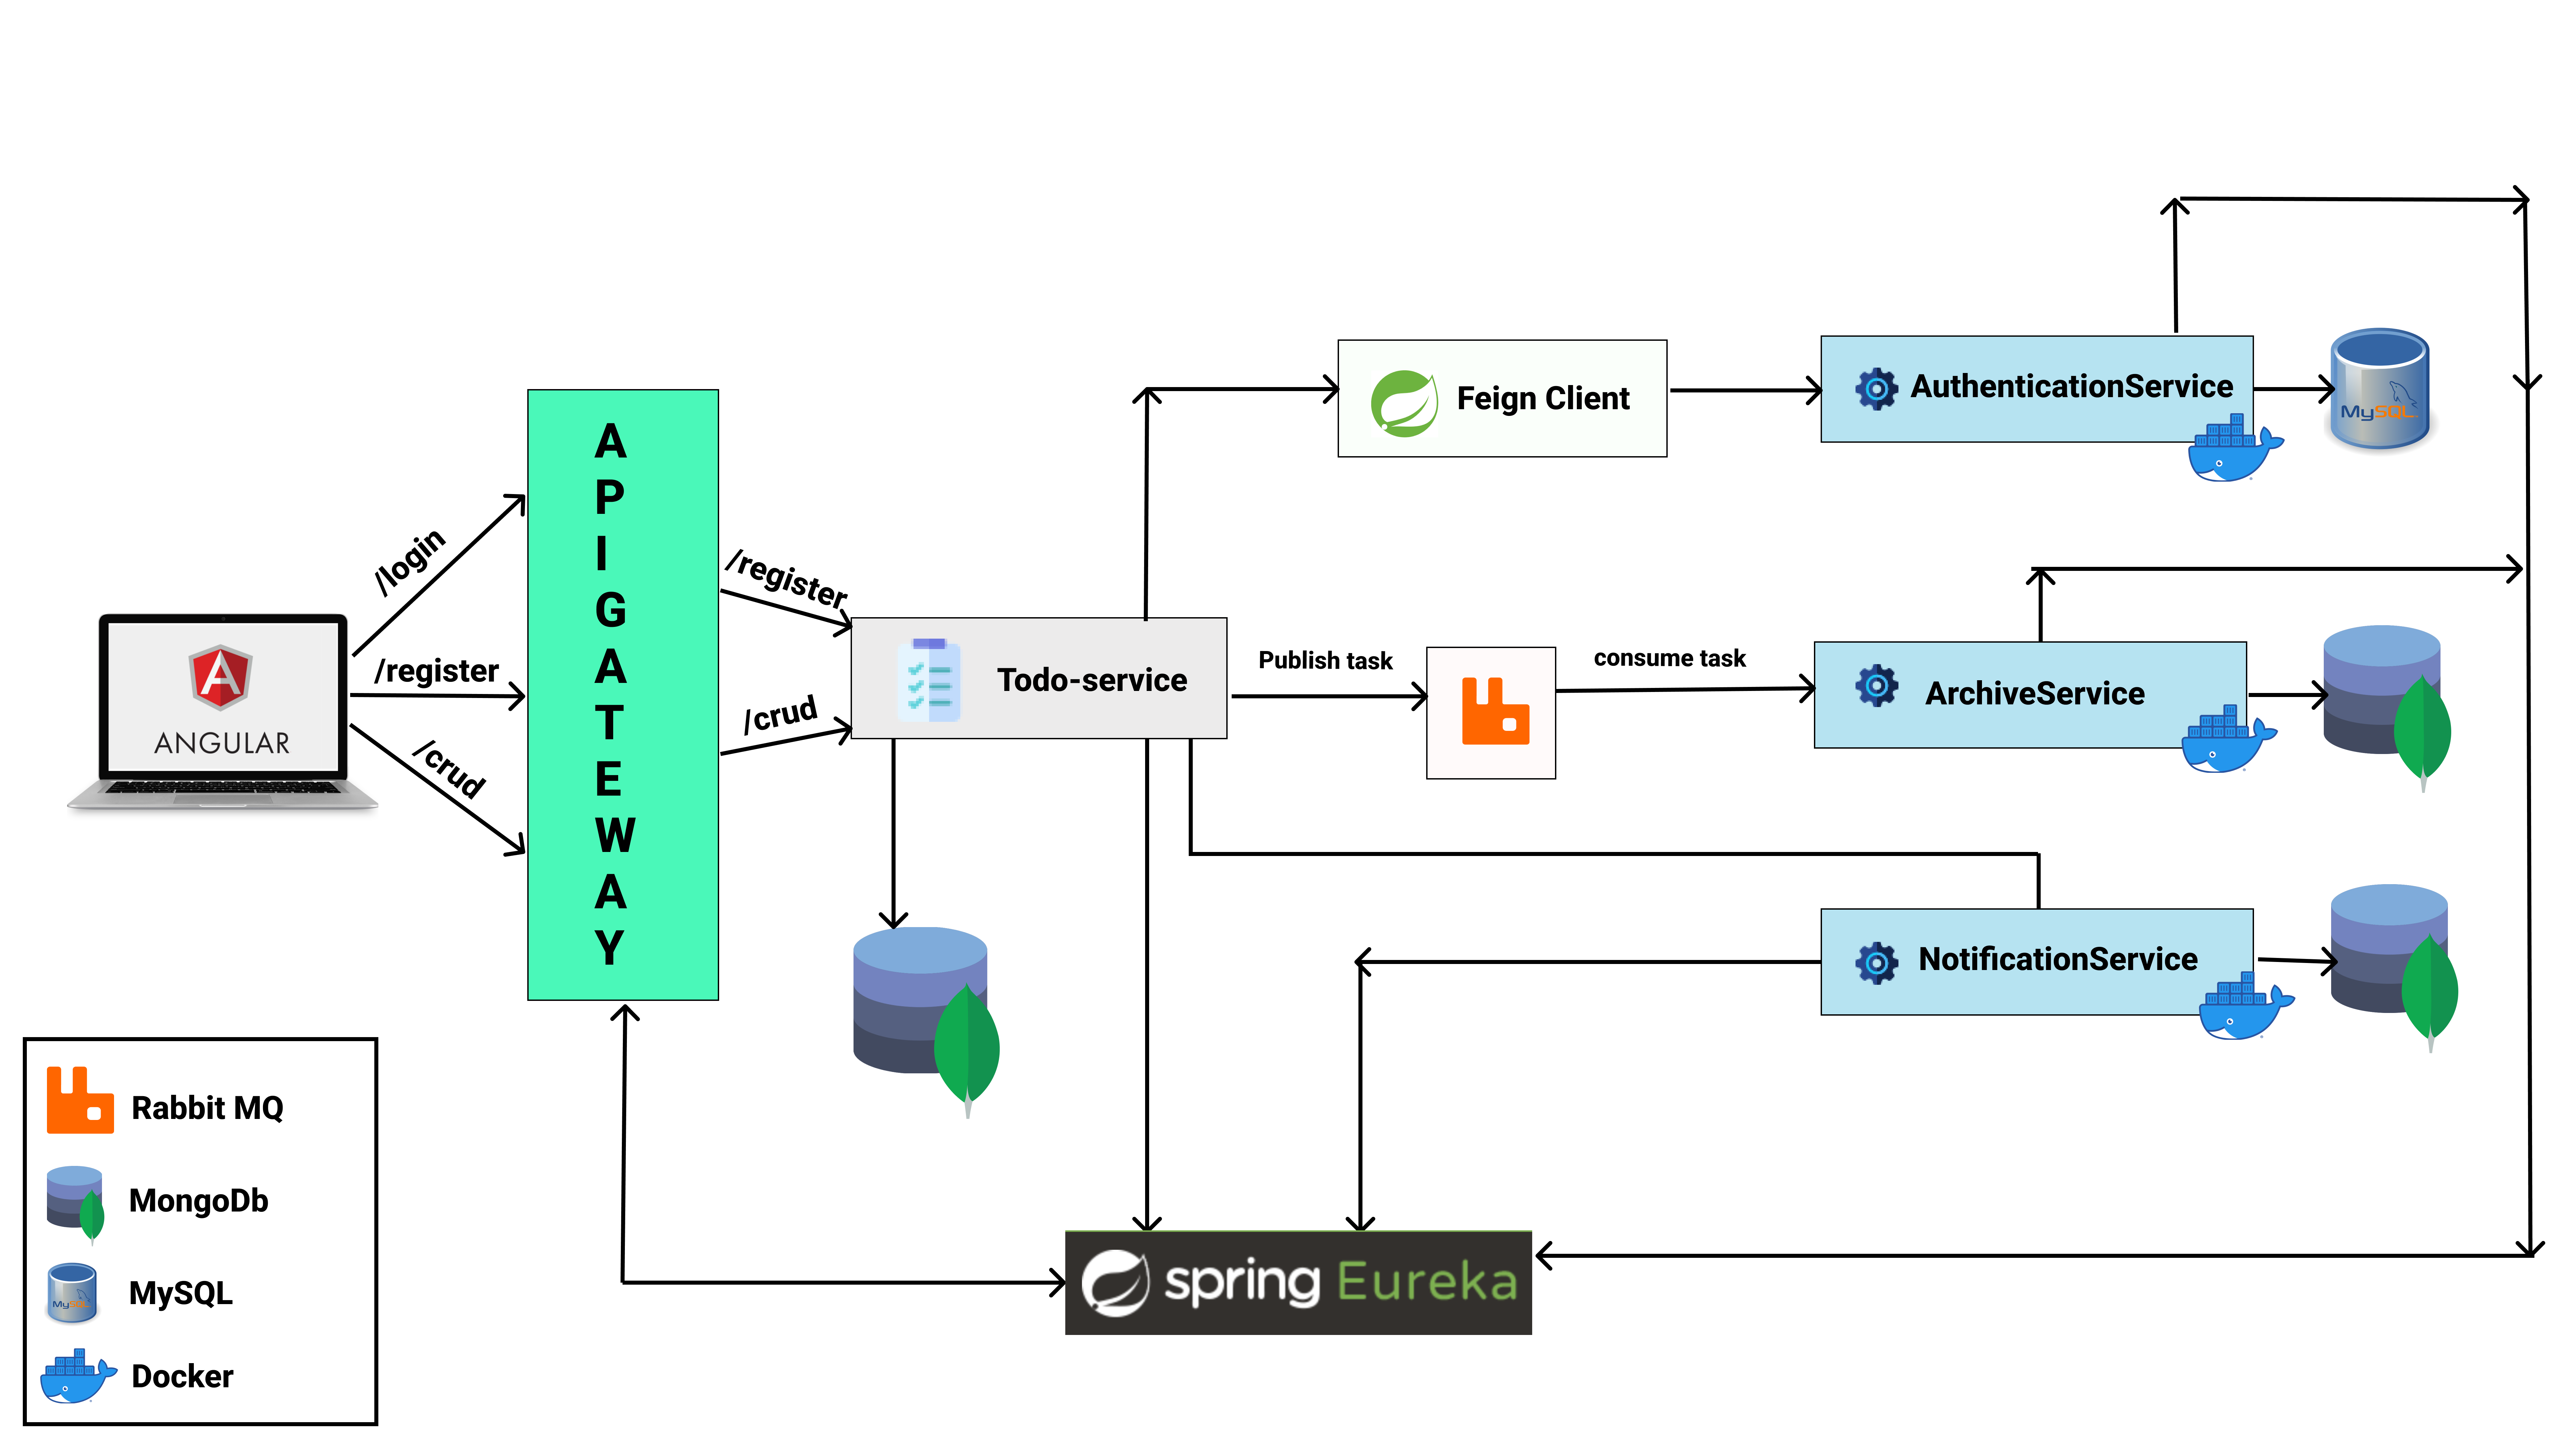 /login
/register
/crud
ANGULAR
A
P
I
G
A
T
E
W
A
Y
/register
/crud
Todo-service
Feign Client
AuthenticationService
MySQL
Publish task
consume task
ArchiveService
NotificationService
spring Eureka
Rabbit MQ
MongoDb
MySQL
MySQL
Docker